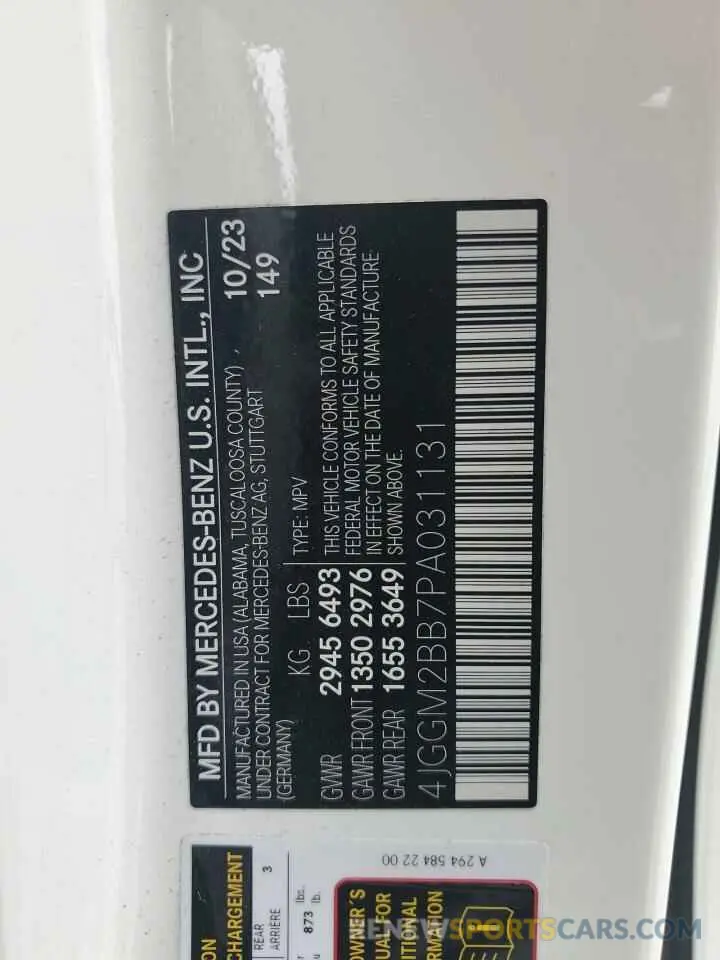 MFD BY MERCEDES-BENZ U.S. INTL., INC
MANUFACTURED IN USA (ALABAMA, TUSCALOOSA COUNTY) 10/23
UNDER CONTRACT FOR MERCEDES-BENZ AG, STUTTGART 149
(GERMANY)
KG LBS TYPE: MPV
GVWR 2945 6493
GAWR FRONT 1350 2976
GAWR REAR 1655 3649
THIS VEHICLE CONFORMS TO ALL APPLICABLE
FEDERAL MOTOR VEHICLE SAFETY STANDARDS
IN EFFECT ON THE DATE OF MANUFACTURE
SHOWN ABOVE.
4JGGM2BB7PA031131
CHARGEMENT
REAR 3
ARRIERE
873 lbs.
lb.
A 294 584 22 00
OWNER'S
RENEWSPORTSCARS.COM